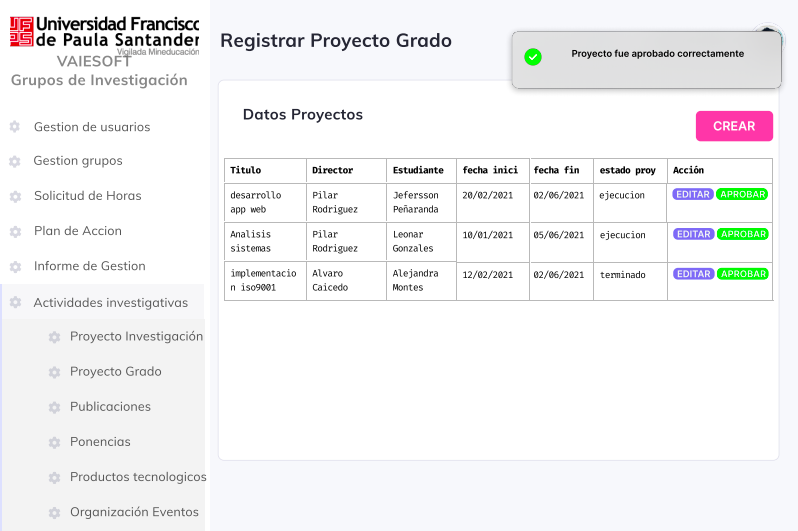 Universidad Francisco
de Paula Santander
Vigilada Mineducación
VAIESOFT
Grupos de Investigación
Registrar Proyecto Grado
Proyecto fue aprobado correctamente
Gestion de usuarios
Gestion grupos
Solicitud de Horas
Plan de Accion
Informe de Gestion
Actividades investigativas
Proyecto Investigación
Proyecto Grado
Publicaciones
Ponencias
Productos tecnologicos
Organización Eventos
Datos Proyectos
CREAR
Titulo Director Estudiante fecha inici fecha fin estado proy Acción
desarrollo Pilar Jefersson 20/02/2021 02/06/2021 ejecucion EDITAR APROBAR
app web Rodriguez Peñaranda
Analisis Pilar Leonar 10/01/2021 05/06/2021 ejecucion EDITAR APROBAR
sistemas Rodriguez Gonzales
implementacio Alvaro Alejandra 12/02/2021 02/06/2021 terminado EDITAR APROBAR
n iso9001 Caicedo Montes